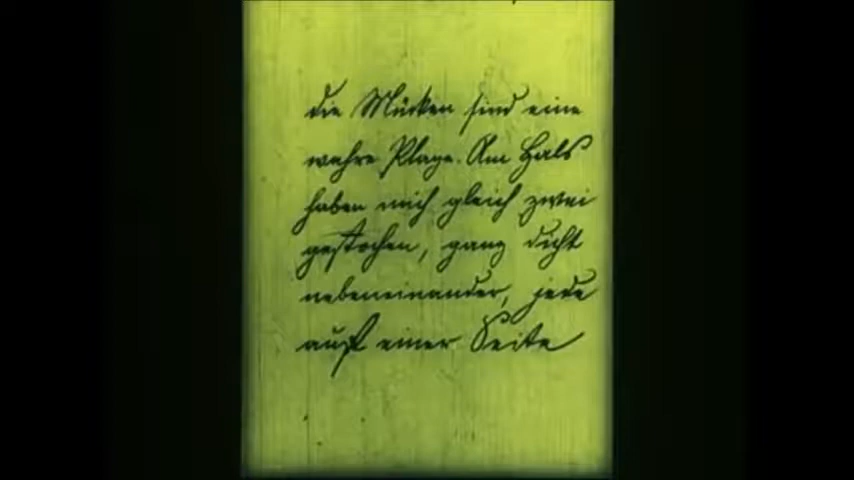 die Mücken sind eine
wahre Plage. Am Hals
haben mich gleich zwei
gestochen, ganz dicht
nebeneinander, jede
auf einer Seite